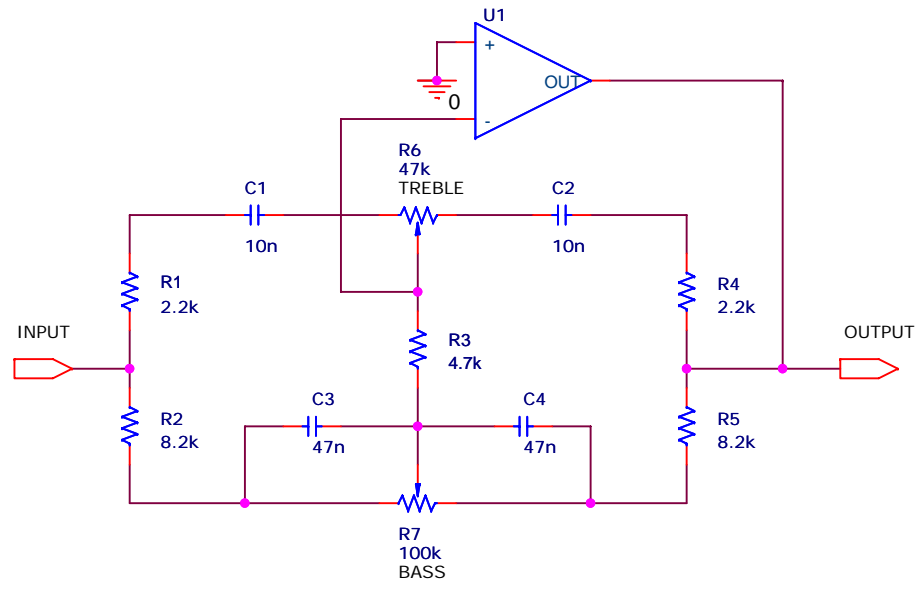 U1
+
OUT
0
-
R6
47k
TREBLE
C1
10n
C2
10n
R1
2.2k
R4
2.2k
INPUT
OUTPUT
R3
4.7k
C3
47n
C4
47n
R2
8.2k
R5
8.2k
R7
100k
BASS